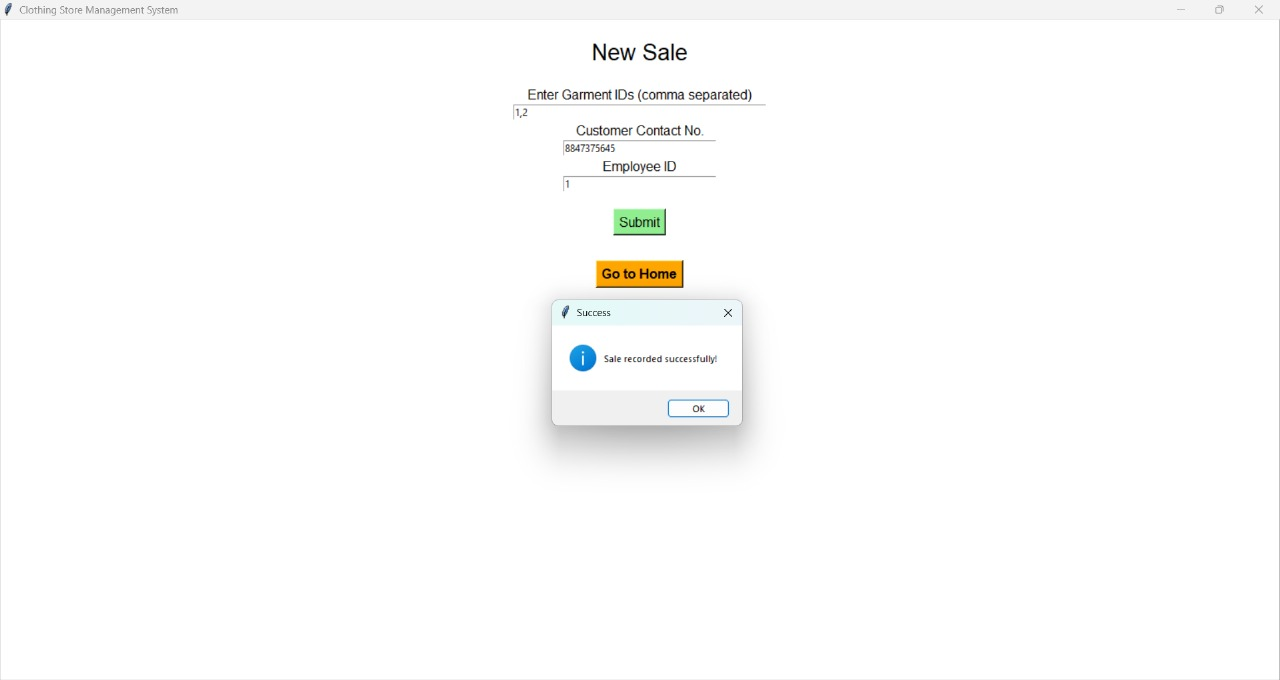 Clothing Store Management System
New Sale
Enter Garment IDs (comma separated)
1,2
Customer Contact No.
8847375645
Employee ID
1
Submit
Go to Home
Success
Sale recorded successfully!
OK